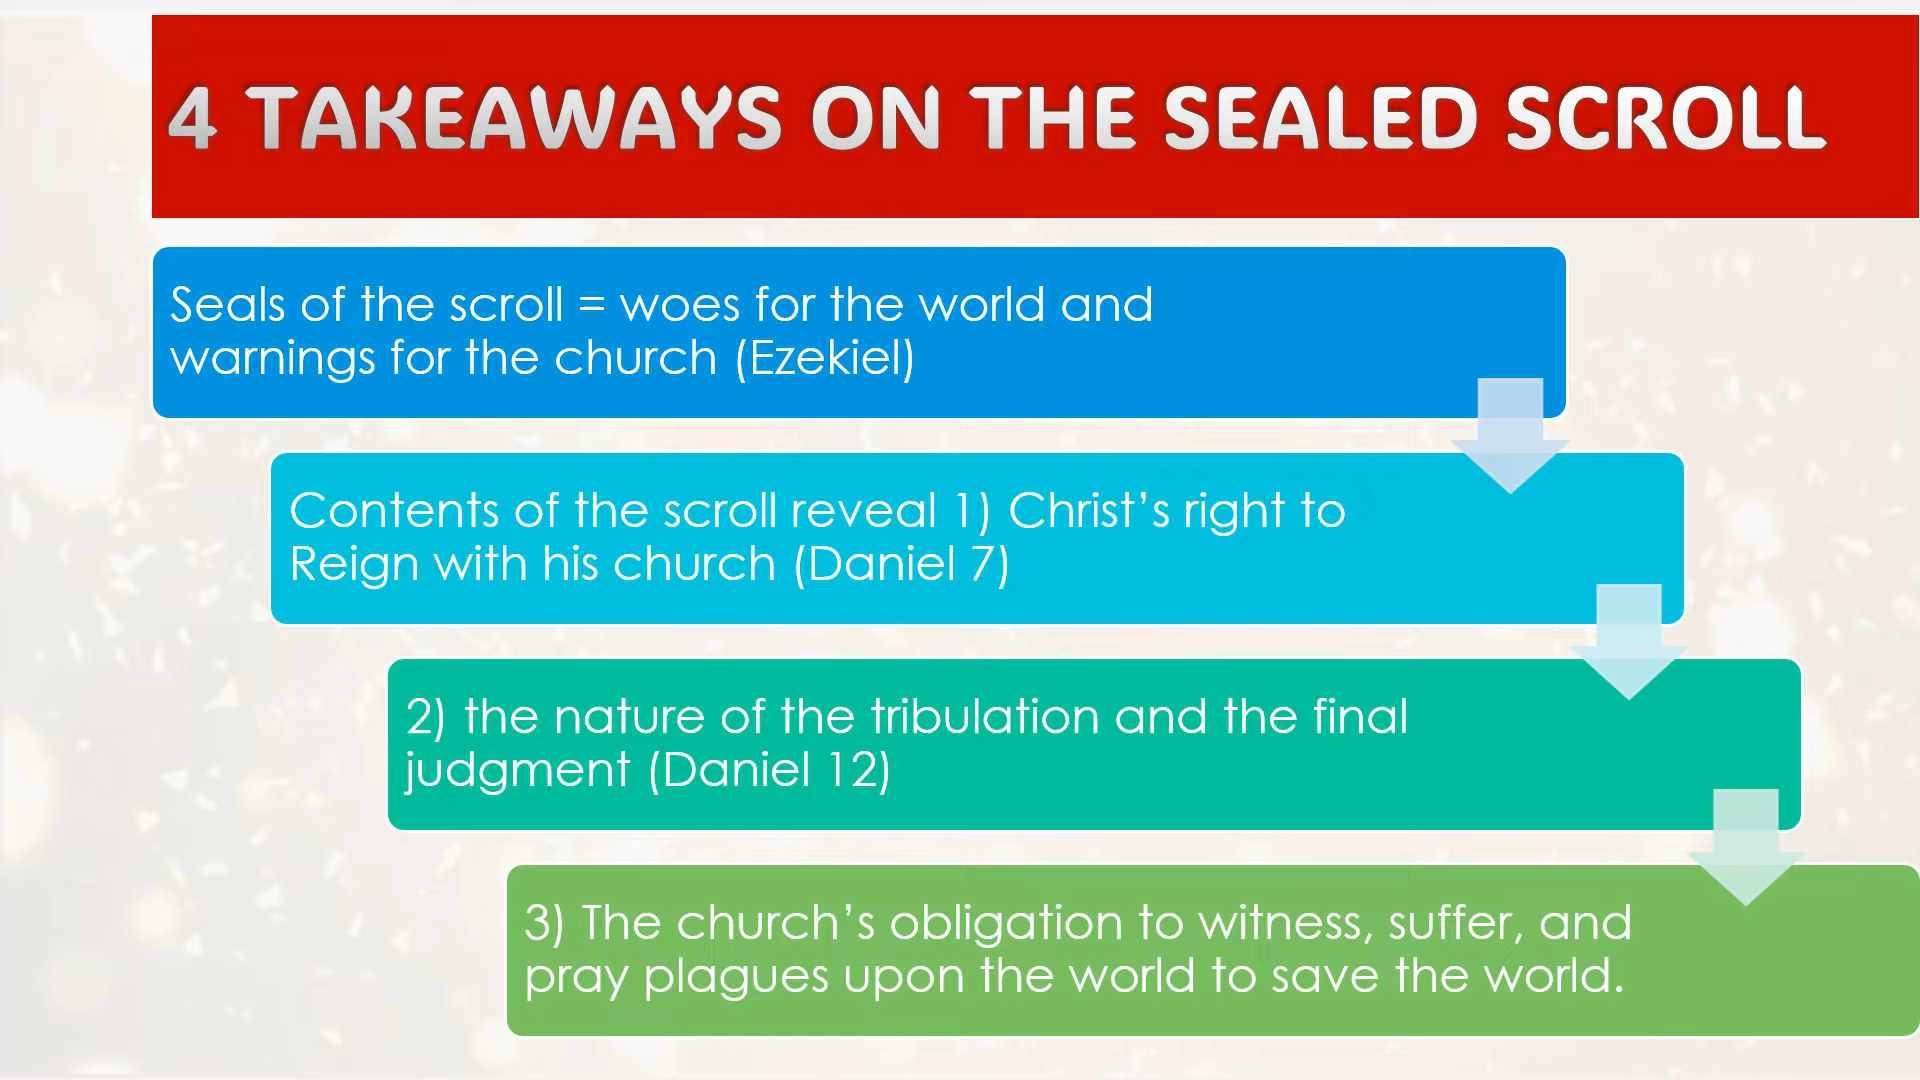 4 TAKEAWAYS ON THE SEALED SCROLL
Seals of the scroll = woes for the world and
warnings for the church (Ezekiel)
Contents of the scroll reveal 1) Christ’s right to
Reign with his church (Daniel 7)
2) the nature of the tribulation and the final
judgment (Daniel 12)
3) The church’s obligation to witness, suffer, and
pray plagues upon the world to save the world.